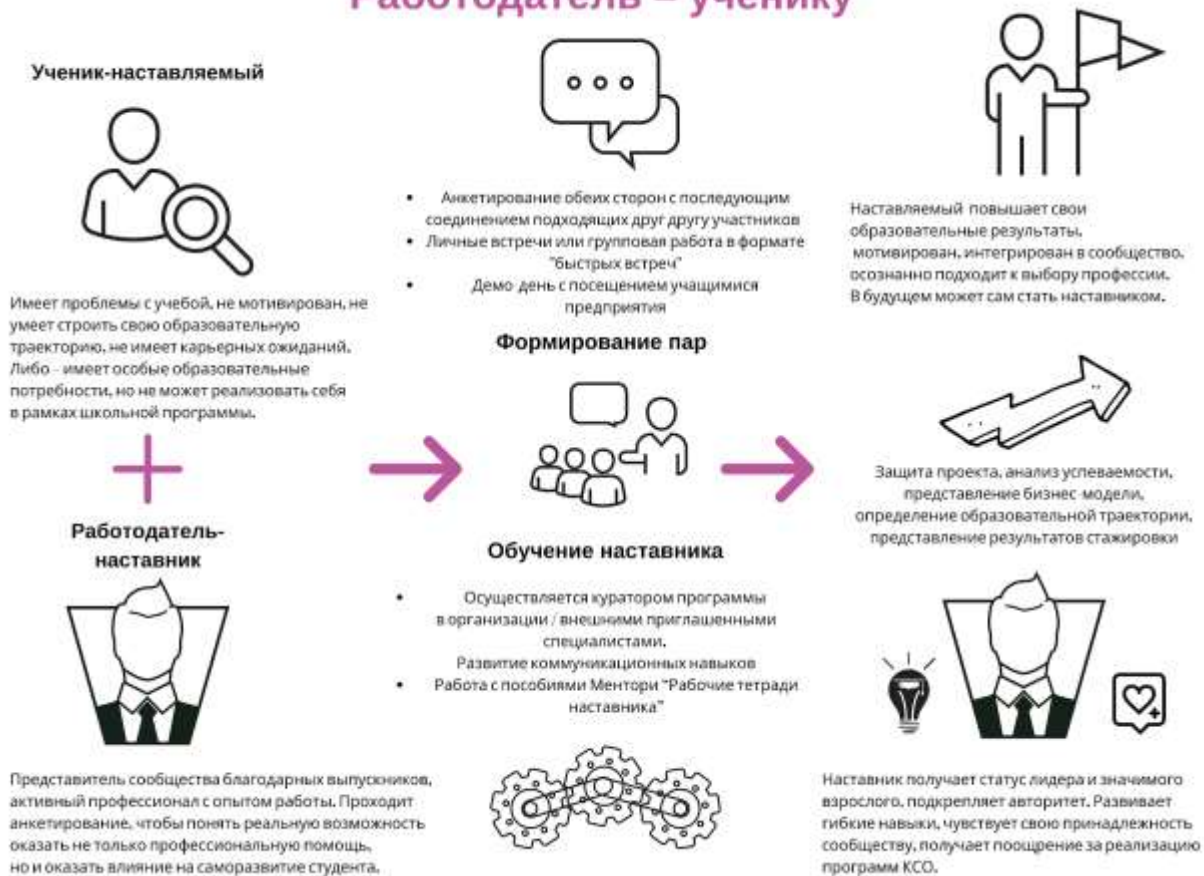 Работодатель – ученику
Ученик-наставляемый
Имеет проблемы с учебой, не мотивирован, не
умеет строить свою образовательную
траекторию, не имеет карьерных ожиданий.
Либо - имеет особые образовательные
потребности, но не может реализовать себя
в рамках школьной программы.
Работодатель-
наставник
Представитель сообщества благодарных выпускников,
активный профессионал с опытом работы. Проходит
анкетирование, чтобы понять реальную возможность
оказать не только профессиональную помощь,
но и оказать влияние на саморазвитие студента.
• Анкетирование обеих сторон с последующим
соединением подходящих друг другу участников
• Личные встречи или групповая работа в формате
"быстрых встреч"
• Демо-день с посещением учащимися
предприятия
Формирование пар
Обучение наставника
• Осуществляется куратором программы
в организации / внешними приглашенными
специалистами.
Развитие коммуникационных навыков
• Работа с пособиями Ментори "Рабочие тетради
наставника"
Наставляемый повышает свои
образовательные результаты,
мотивирован, интегрирован в сообщество,
осознанно подходит к выбору профессии.
В будущем может сам стать наставником.
Защита проекта, анализ успеваемости,
представление бизнес-модели,
определение образовательной траектории,
представление результатов стажировки
Наставник получает статус лидера и значимого
взрослого, подкрепляет авторитет. Развивает
гибкие навыки, чувствует свою принадлежность
сообществу, получает поощрение за реализацию
программ КСО.